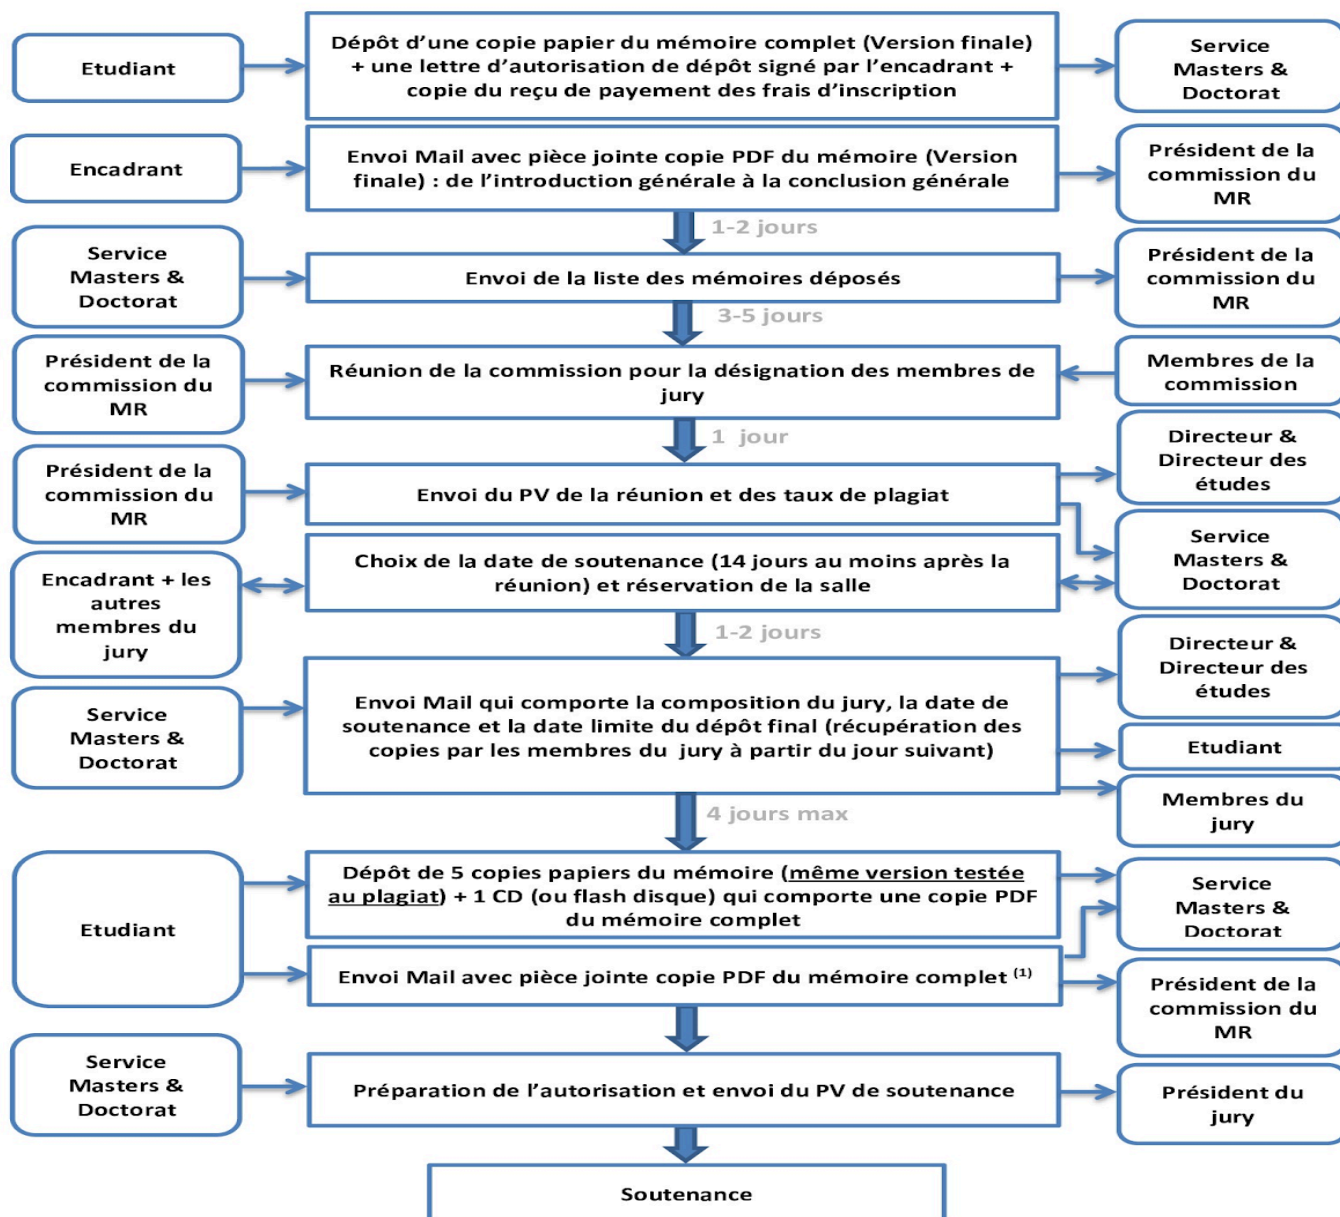 Etudiant
Dépôt d’une copie papier du mémoire complet (Version finale)
+ une lettre d’autorisation de dépôt signé par l’encadrant +
copie du reçu de payement des frais d’inscription
Service
Masters &
Doctorat
Encadrant
Envoi Mail avec pièce jointe copie PDF du mémoire (Version
finale) : de l’introduction générale à la conclusion générale
Président de la
commission du
MR
1-2 jours
Service
Masters &
Doctorat
Envoi de la liste des mémoires déposés
Président de la
commission du
MR
3-5 jours
Président de la
commission du
MR
Réunion de la commission pour la désignation des membres de
jury
Membres de la
commission
1 jour
Président de la
commission du
MR
Envoi du PV de la réunion et des taux de plagiat
Directeur &
Directeur des
études
Encadrant + les
autres
membres du
jury
Choix de la date de soutenance (14 jours au moins après la
réunion) et réservation de la salle
Service
Masters &
Doctorat
1-2 jours
Service
Masters &
Doctorat
Envoi Mail qui comporte la composition du jury, la date de
soutenance et la date limite du dépôt final (récupération des
copies par les membres du jury à partir du jour suivant)
Directeur &
Directeur des
études
Etudiant
Membres du
jury
4 jours max
Etudiant
Dépôt de 5 copies papiers du mémoire (même version testée
au plagiat) + 1 CD (ou flash disque) qui comporte une copie PDF
du mémoire complet
Service
Masters &
Doctorat
Envoi Mail avec pièce jointe copie PDF du mémoire complet (1)
Président de la
commission du
MR
Service
Masters &
Doctorat
Préparation de l’autorisation et envoi du PV de soutenance
Président du
jury
Soutenance